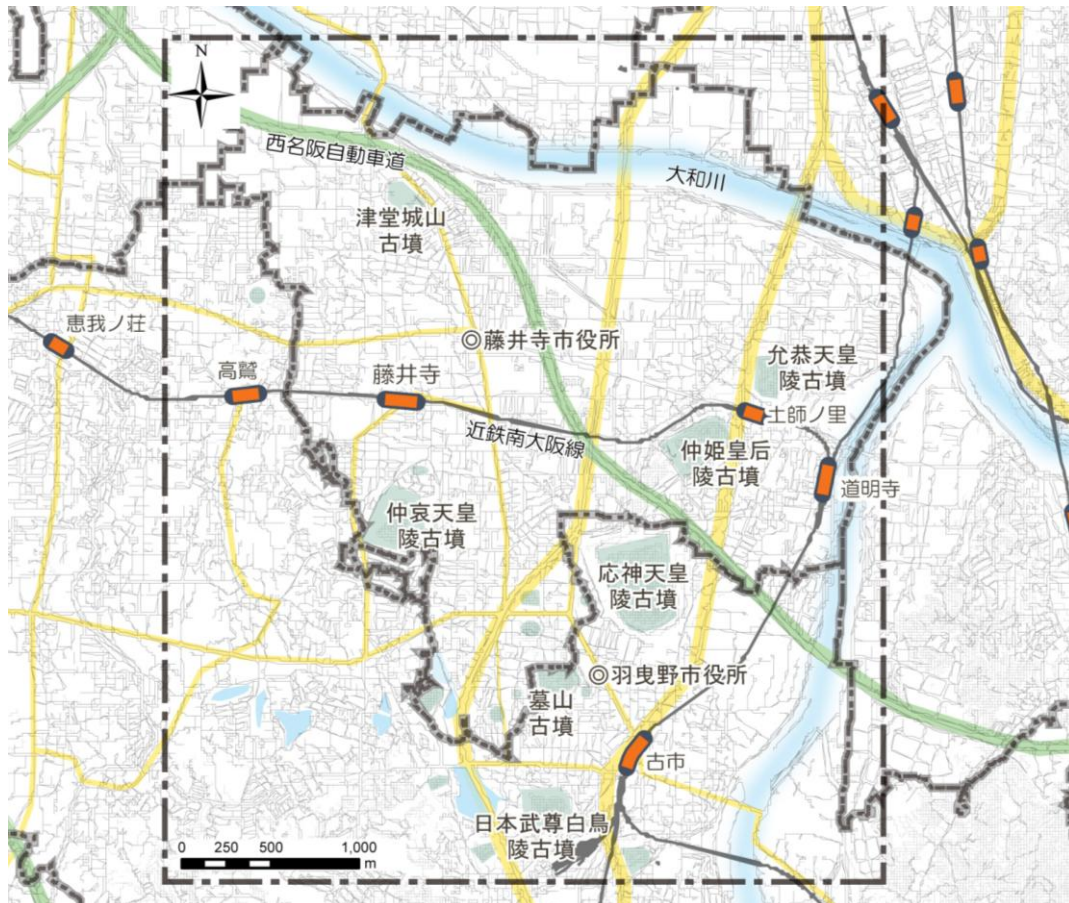 N
西名阪自動車道
大和川
津堂城山
古墳
恵我ノ荘
◎藤井寺市役所
允恭天皇
陵古墳
高鷲
藤井寺
土師ノ里
近鉄南大阪線
仲姫皇后
陵古墳
道明寺
仲哀天皇
陵古墳
応神天皇
陵古墳
◎羽曳野市役所
墓山
古墳
古市
日本武尊白鳥
陵古墳
0 250 500 1,000
m